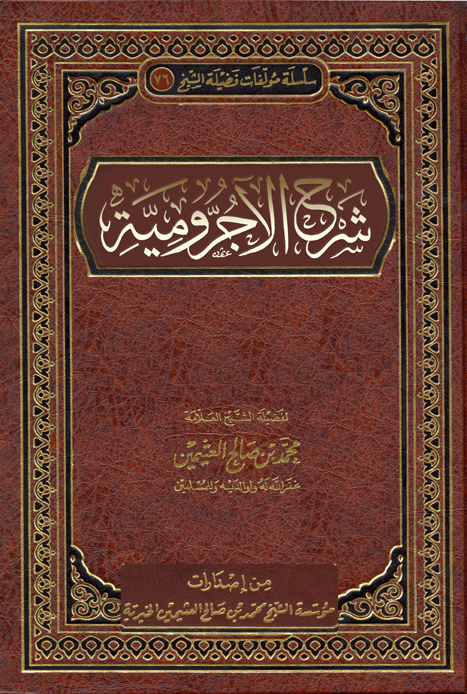 سلسلة مؤلفات فضيلة الشيخ ٧٦
شرح الآجرومية
لفضيلة الشيخ العلامة
محمد بن صالح العثيمين
غفر الله له ولوالديه وللمسلمين
من إصدارات
مؤسسة الشيخ محمد بن صالح العثيمين الخيرية